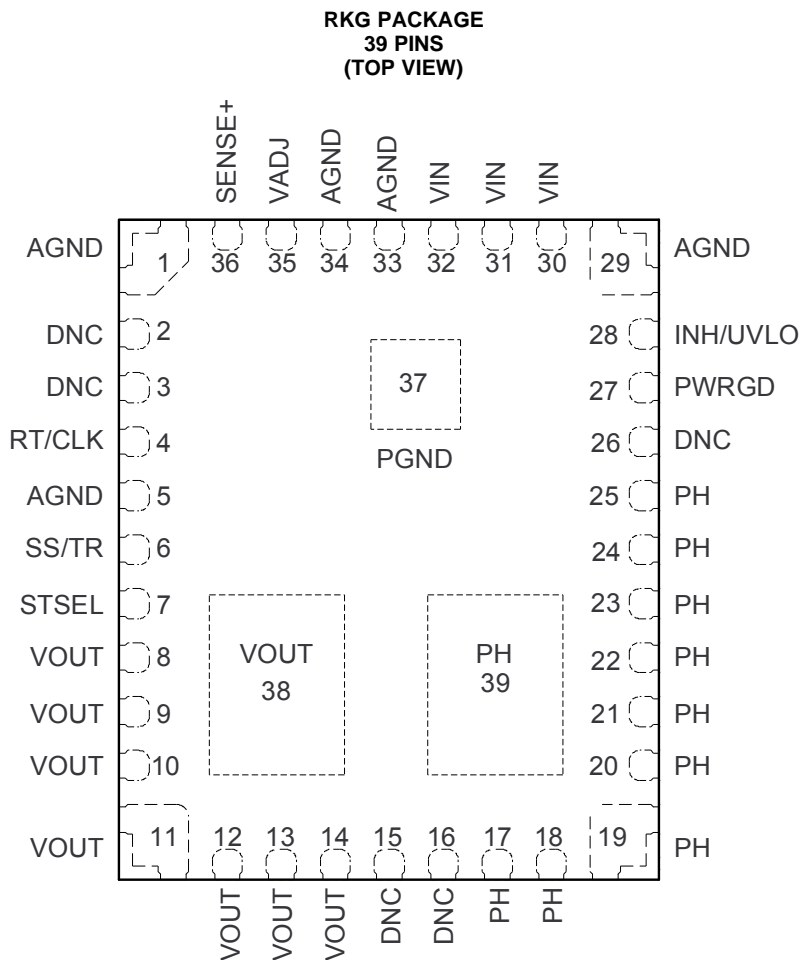 RKG PACKAGE
39 PINS
(TOP VIEW)
SENSE+
VADJ
AGND
AGND
VIN
VIN
VIN
AGND 1 36 35 34 33 32 31 30 29 AGND
DNC 2 28 INH/UVLO
DNC 3 37 27 PWRGD
RT/CLK 4 26 DNC
PGND
AGND 5 25 PH
SS/TR 6 24 PH
STSEL 7 23 PH
VOUT 8 VOUT PH 22 PH
38 39
VOUT 9 21 PH
VOUT 10 20 PH
VOUT 11 12 13 14 15 16 17 18 19 PH
VOUT
VOUT
VOUT
DNC
DNC
PH
PH